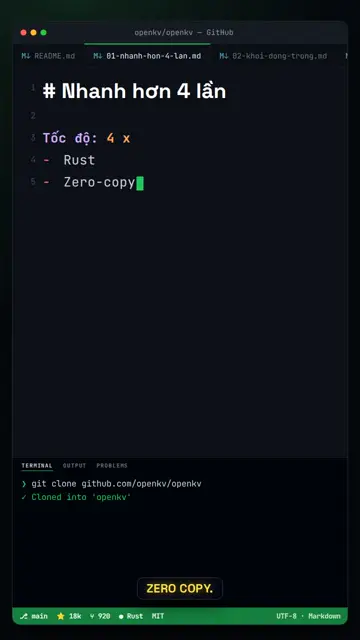 openkv/openkv — GitHub
M↓ README.md M↓ 01-nhanh-hon-4-lan.md M↓ 02-khoi-dong-trong.md
1 # Nhanh hơn 4 lần
2
3 Tốc độ: 4 x
4 - Rust
5 - Zero-copy
TERMINAL OUTPUT PROBLEMS
❯ git clone github.com/openkv/openkv
✓ Cloned into 'openkv'
ZERO COPY.
⎇ main ⭐ 18k ⑂ 920 ● Rust MIT UTF-8 · Markdown